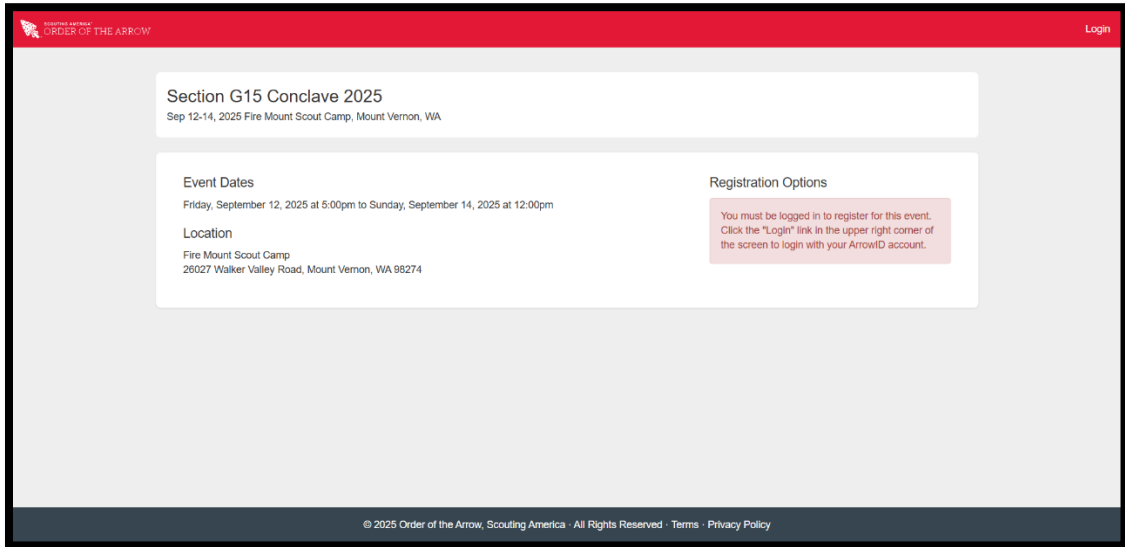 SCOUTING AMERICA
ORDER OF THE ARROW
Login
Section G15 Conclave 2025
Sep 12-14, 2025 Fire Mount Scout Camp, Mount Vernon, WA
Event Dates
Friday, September 12, 2025 at 5:00pm to Sunday, September 14, 2025 at 12:00pm
Location
Fire Mount Scout Camp
26027 Walker Valley Road, Mount Vernon, WA 98274
Registration Options
You must be logged in to register for this event.
Click the "Login" link in the upper right corner of
the screen to login with your ArrowID account.
© 2025 Order of the Arrow, Scouting America · All Rights Reserved · Terms · Privacy Policy